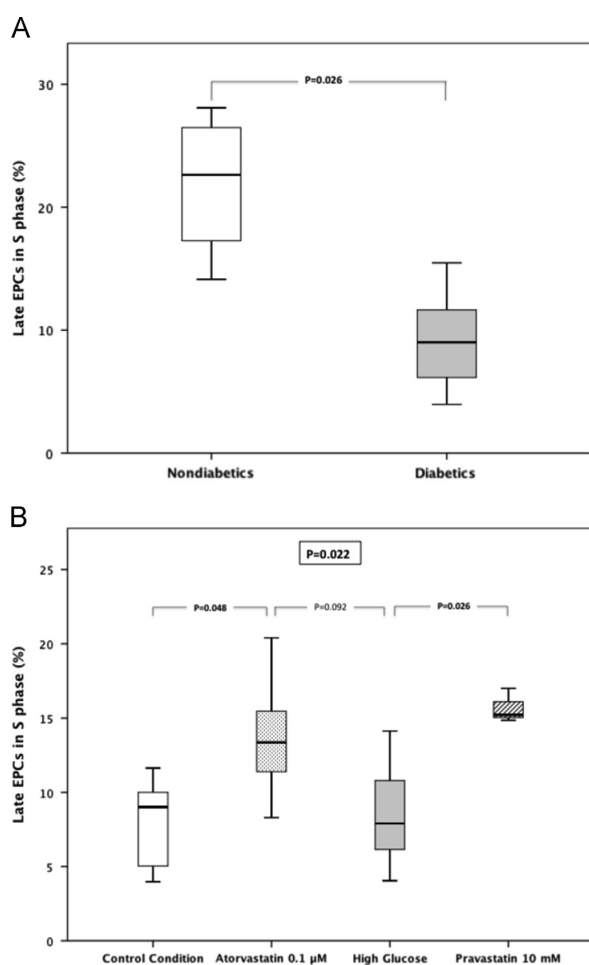 A
P=0.026
30
20
10
0
Late EPCs in S phase (%)
Nondiabetics
Diabetics
B
P=0.022
25
P=0.048
P=0.092
P=0.026
20
15
10
5
0
Late EPCs in S phase (%)
Control Condition
Atorvastatin 0.1 µM
High Glucose
Pravastatin 10 mM